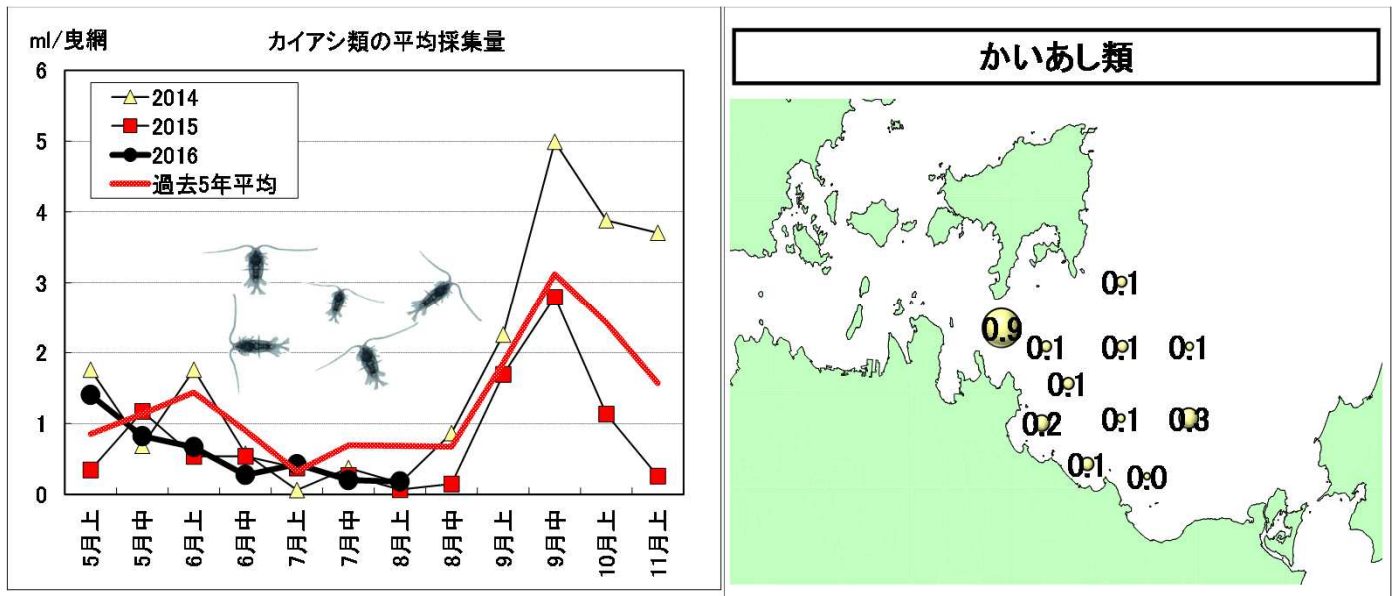 ml/曳網
カイアシ類の平均採集量
6
5
4
3
2
1
0
2014
2015
2016
過去5年平均
5月上
5月中
6月上
6月中
7月上
7月中
8月上
8月中
9月上
9月中
10月上
11月上
かいあし類
0.1
0.9
0.1
0.1
0.1
0.1
0.2
0.1
0.3
0.1
0.0